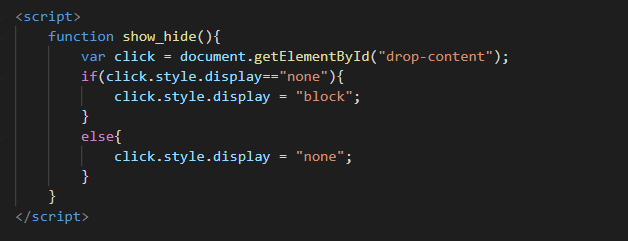 <script>
function show_hide(){
var click = document.getElementById("drop-content");
if(click.style.display=="none"){
click.style.display = "block";
}
else{
click.style.display = "none";
}
}
</script>